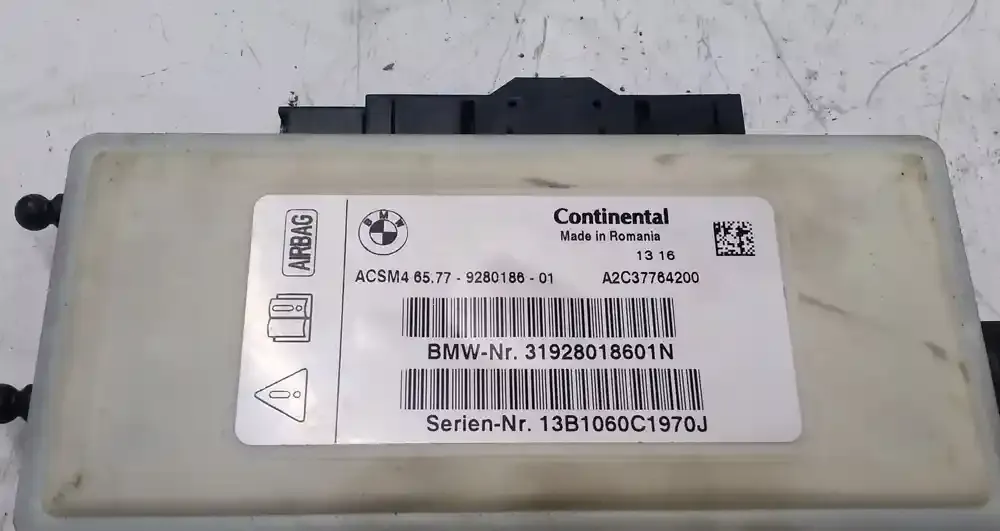 AIRBAG
BMW
Continental
Made in Romania
13 16
ACSM4 65.77 - 9280186 - 01 A2C37764200
BMW-Nr. 31928018601N
Serien-Nr. 13B1060C1970J